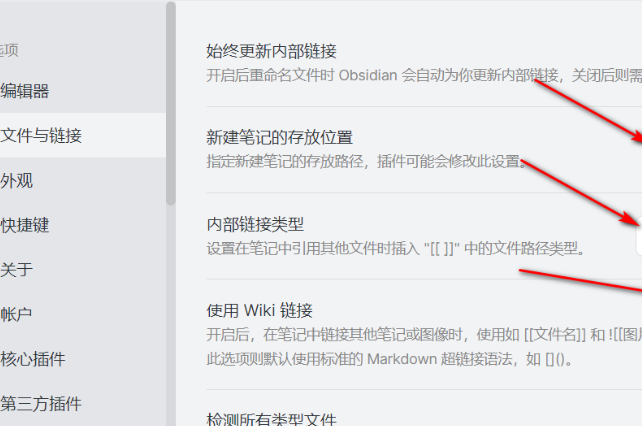 选项
编辑器
文件与链接
外观
快捷键
关于
帐户
核心插件
第三方插件
始终更新内部链接
开启后重命名文件时 Obsidian 会自动为你更新内部链接，关闭后则需
新建笔记的存放位置
指定新建笔记的存放路径，插件可能会修改此设置。
内部链接类型
设置在笔记中引用其他文件时插入 "[[ ]]" 中的文件路径类型。
使用 Wiki 链接
开启后，在笔记中链接其他笔记或图像时，使用如 [[文件名]] 和 ![[图片
此选项则默认使用标准的 Markdown 超链接语法，如 []()。
检测所有类型文件